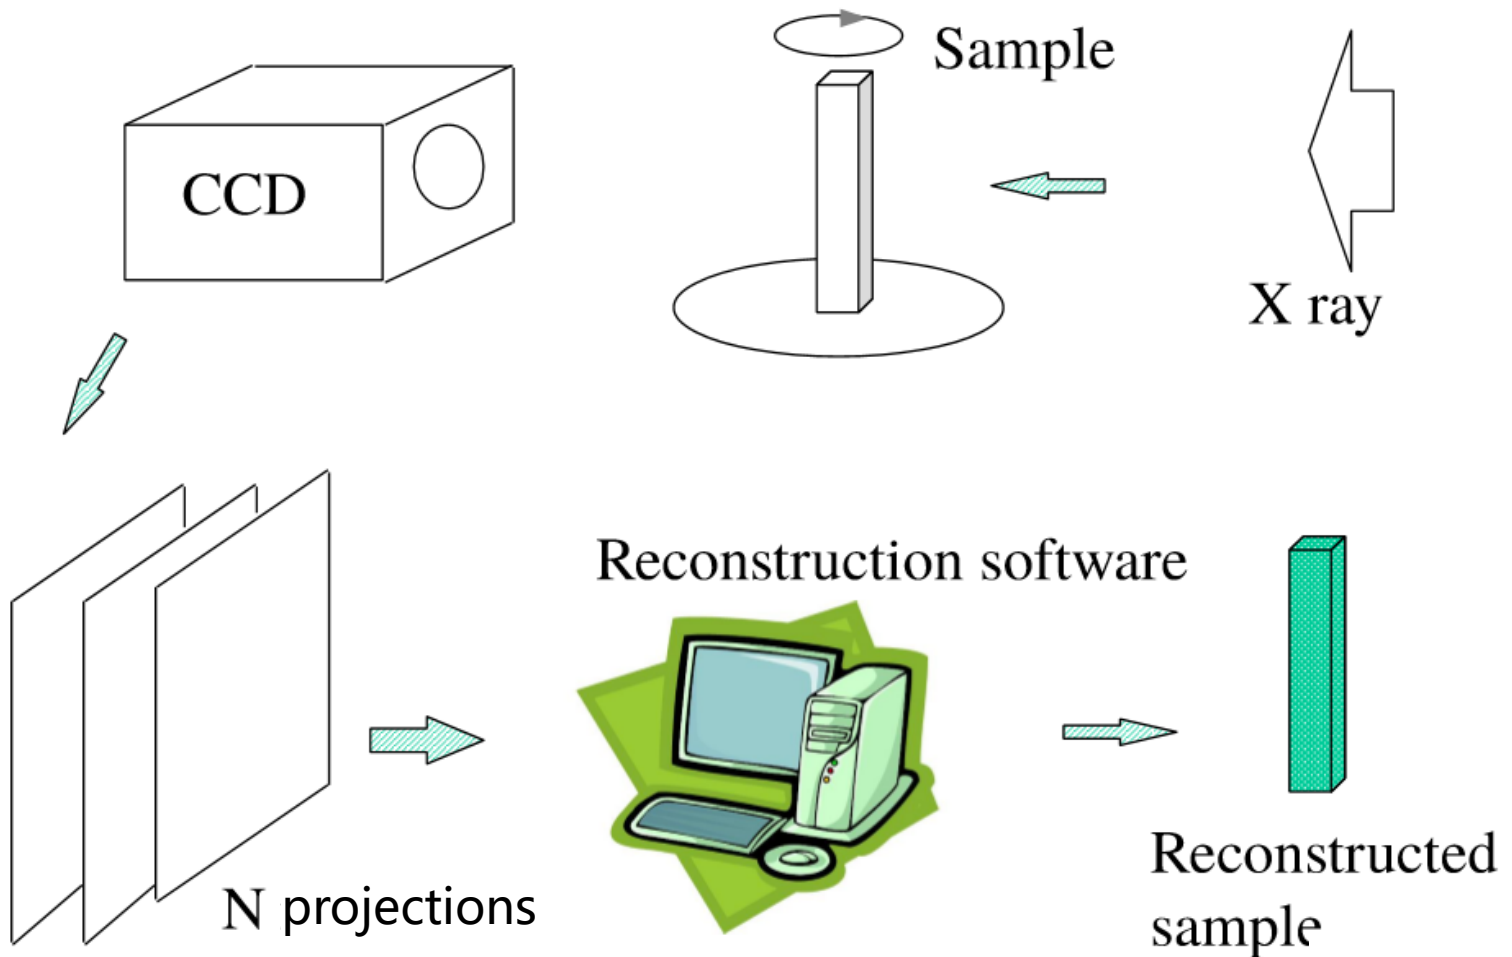 Sample
CCD
X ray
Reconstruction software
N projections
Reconstructed
sample